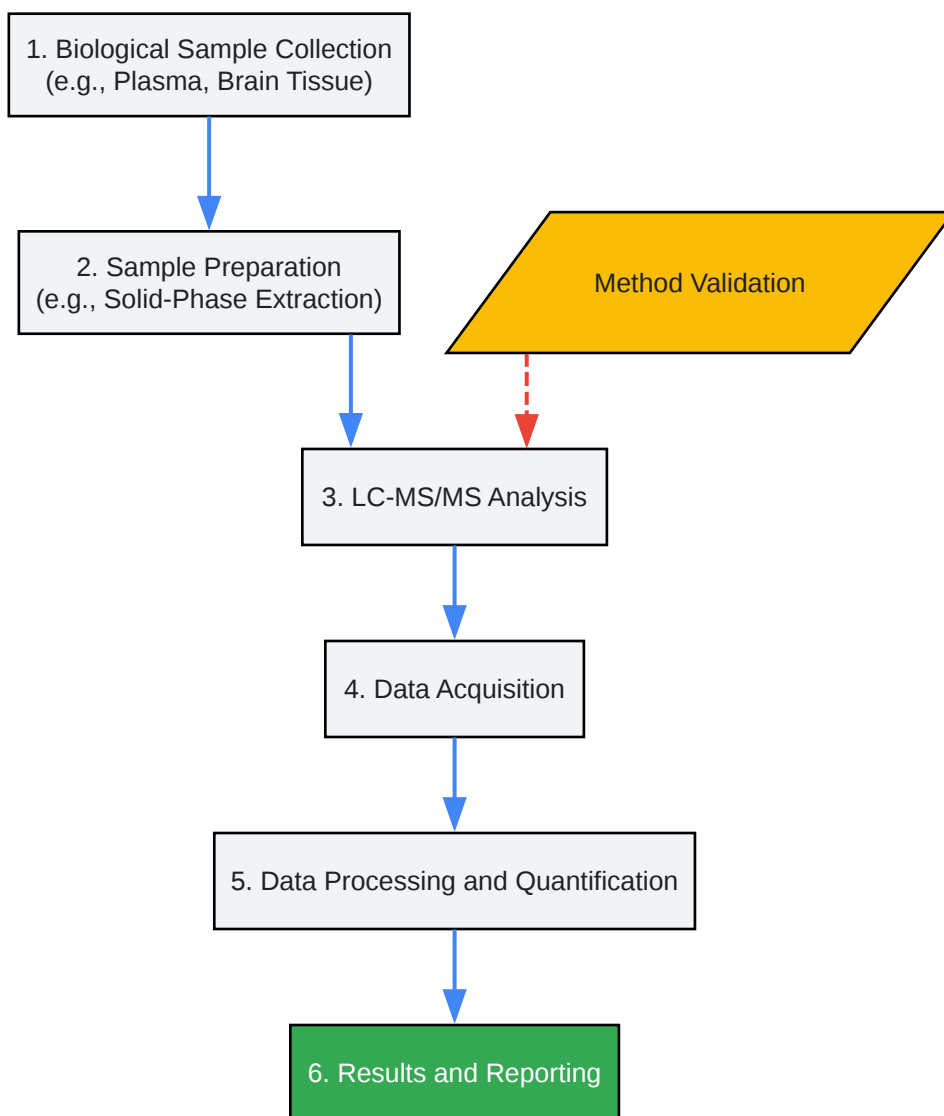 1. Biological Sample Collection
(e.g., Plasma, Brain Tissue)
2. Sample Preparation
(e.g., Solid-Phase Extraction)
Method Validation
3. LC-MS/MS Analysis
4. Data Acquisition
5. Data Processing and Quantification
6. Results and Reporting